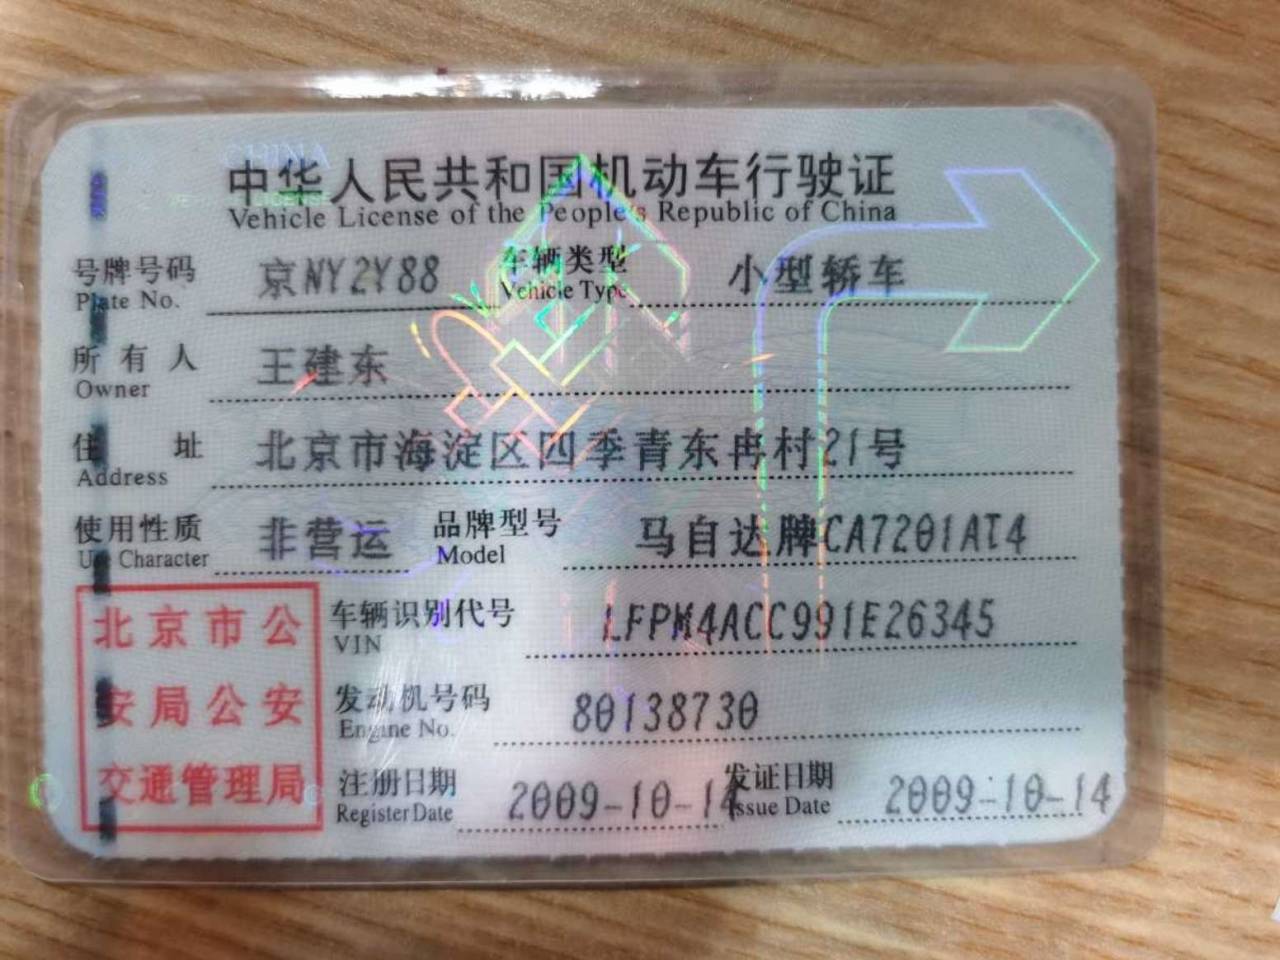 中华人民共和国机动车行驶证
Vehicle License of the People's Republic of China
号牌号码 京NY2Y88 车辆类型 小型轿车
Plate No. Vehicle Type
所有人 王建东
Owner
住址 北京市海淀区四季青东冉村21号
Address
使用性质 非营运 品牌型号 马自达牌CA7201AT4
Use Character Model
车辆识别代号 LFPM4ACC991E26345
VIN
发动机号码 80138730
Engine No.
注册日期 2009-10-14 发证日期 2009-10-14
Register Date Issue Date
北京市公
安局公安
交通管理局